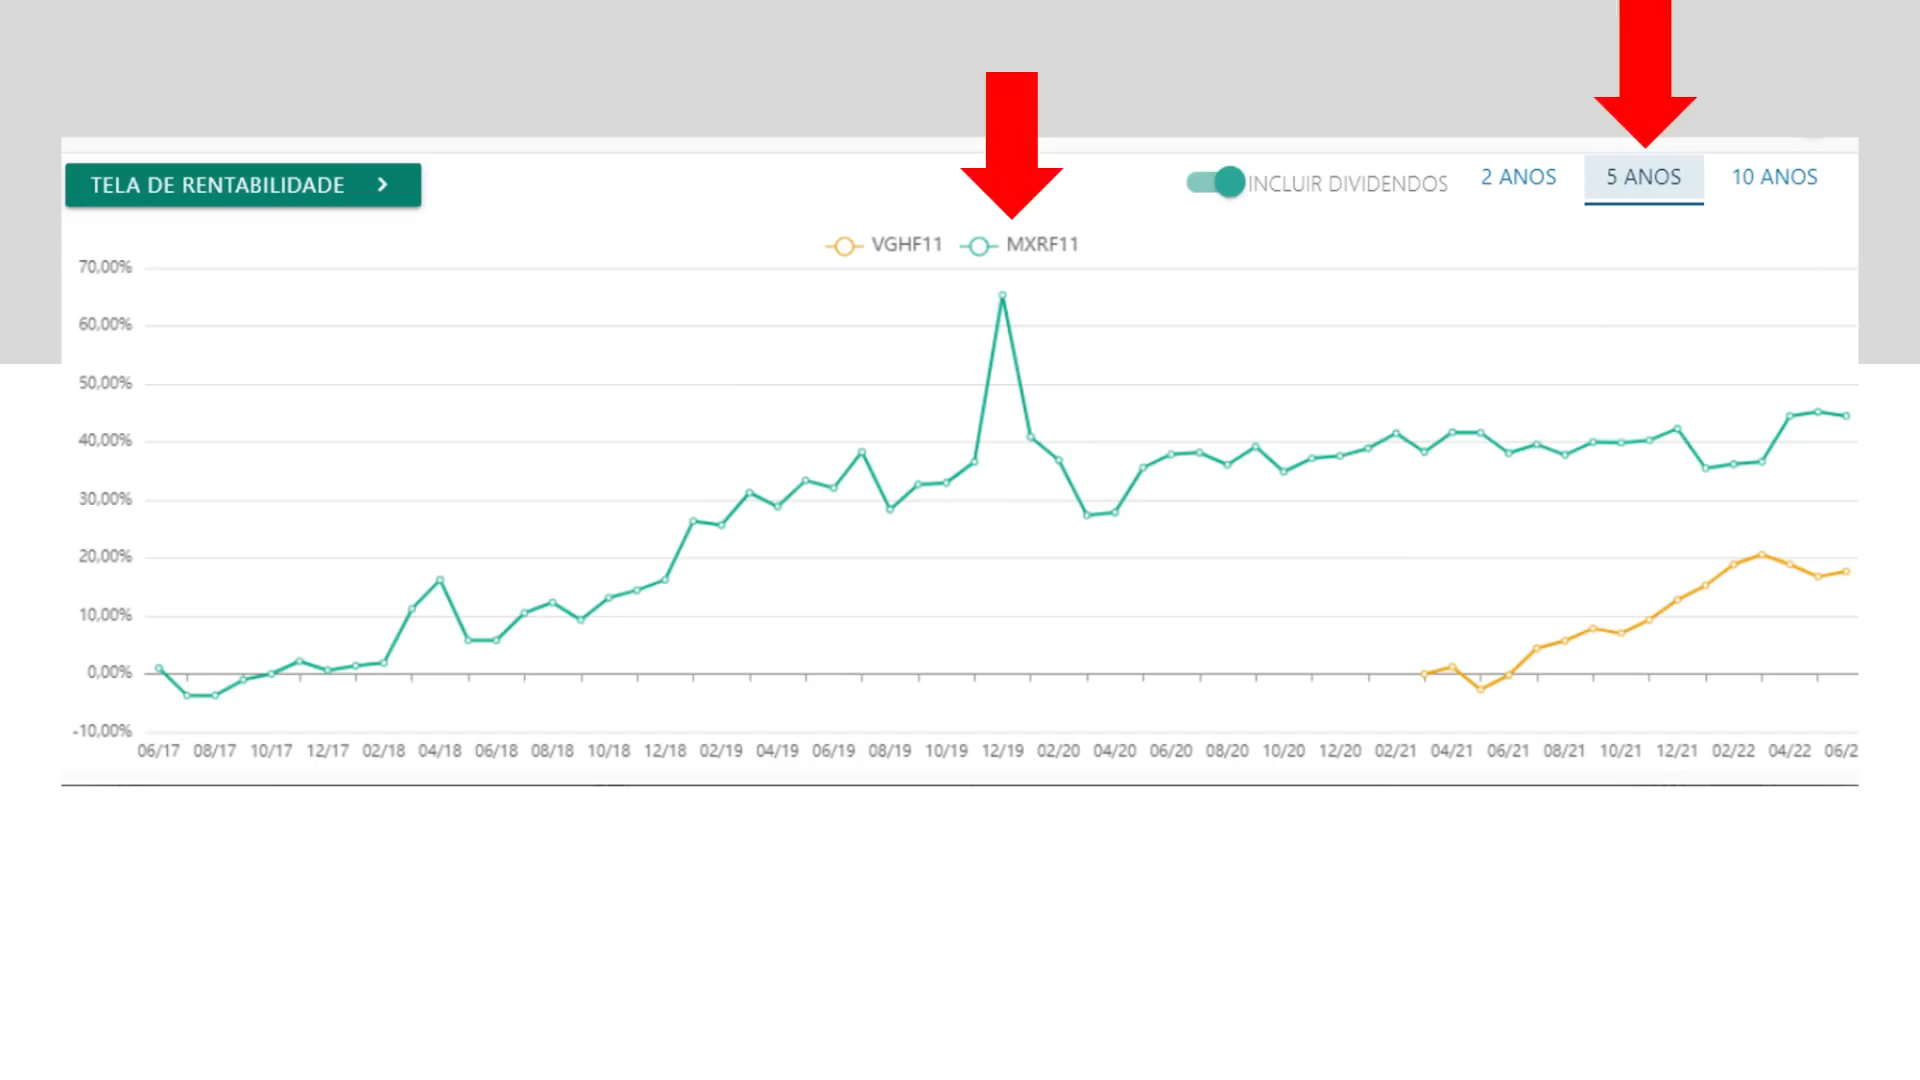 TELA DE RENTABILIDADE
INCLUIR DIVIDENDOS 2 ANOS 5 ANOS 10 ANOS
VGHF11 MXRF11
70,00%
60,00%
50,00%
40,00%
30,00%
20,00%
10,00%
0,00%
-10,00%
06/17 08/17 10/17 12/17 02/18 04/18 06/18 08/18 10/18 12/18 02/19 04/19 06/19 08/19 10/19 12/19 02/20 04/20 06/20 08/20 10/20 12/20 02/21 04/21 06/21 08/21 10/21 12/21 02/22 04/22 06/2